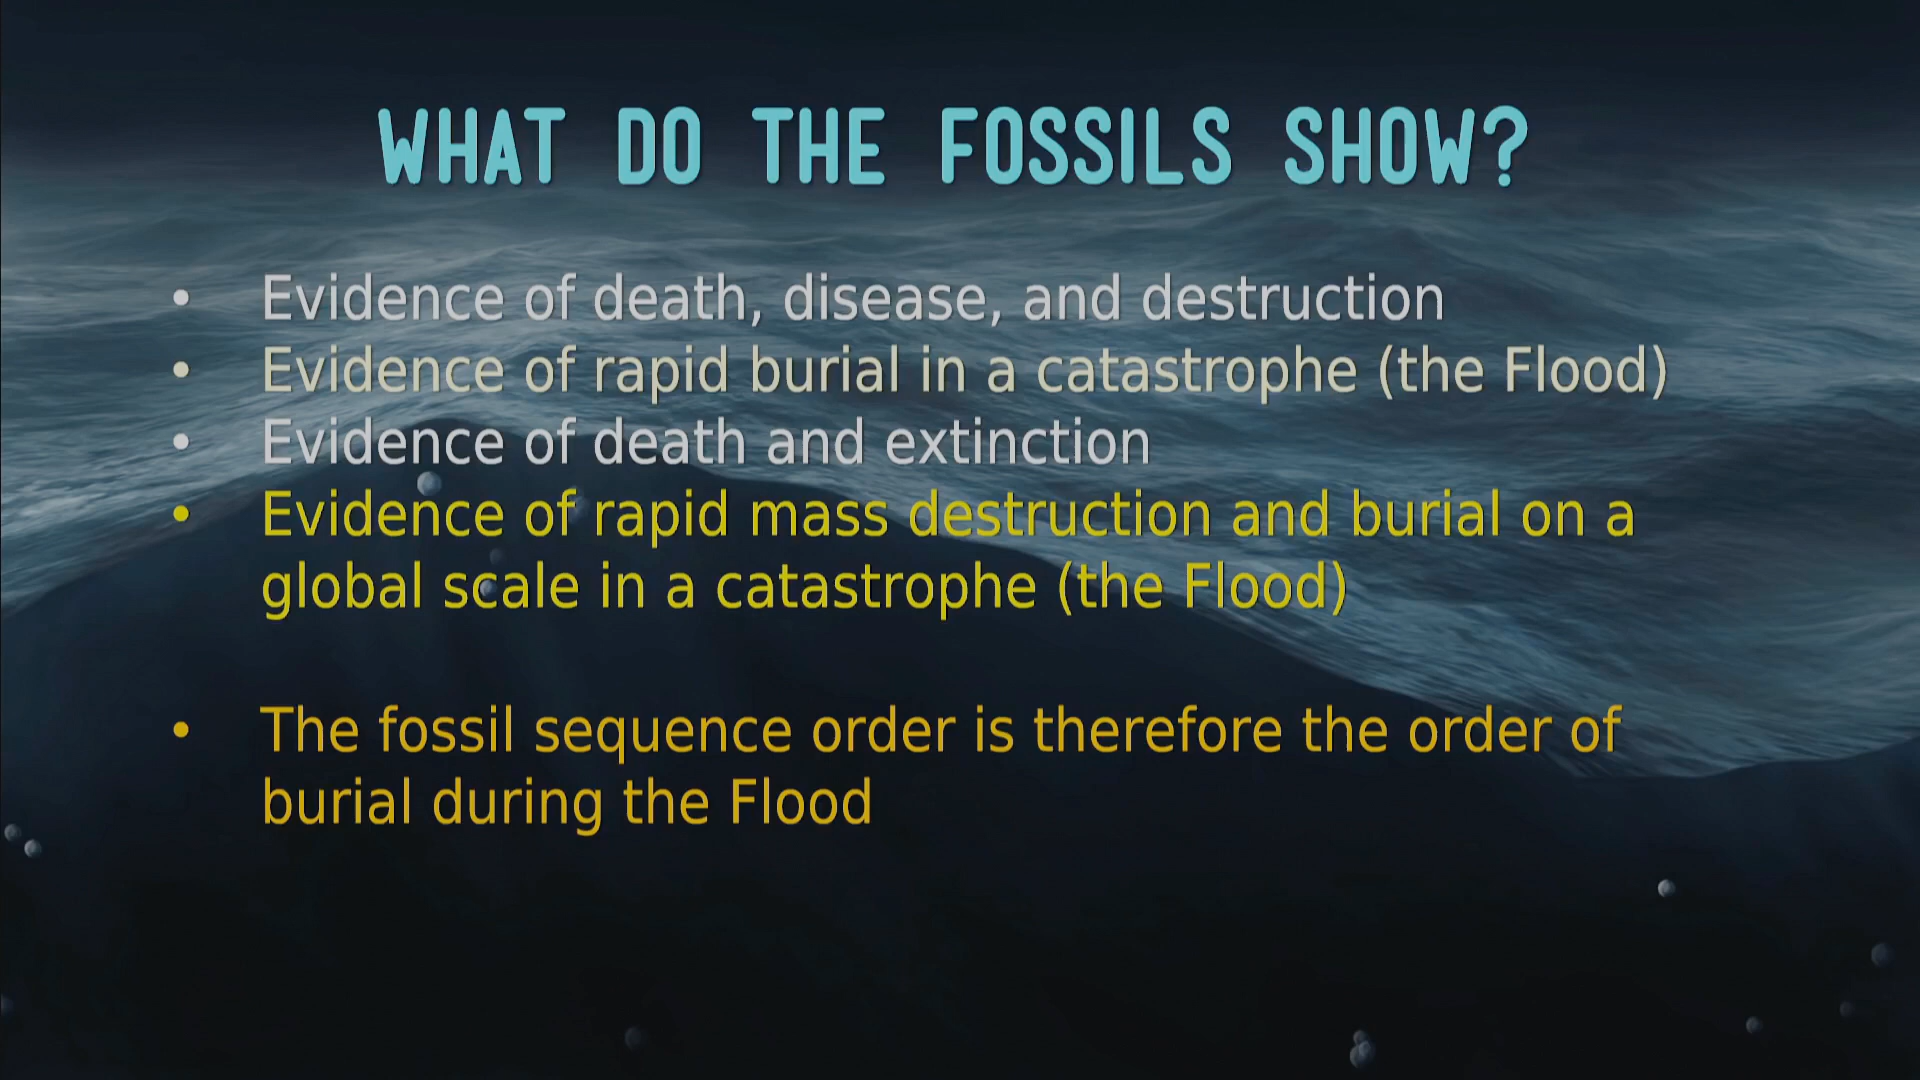 WHAT DO THE FOSSILS SHOW?
• Evidence of death, disease, and destruction
• Evidence of rapid burial in a catastrophe (the Flood)
• Evidence of death and extinction
• Evidence of rapid mass destruction and burial on a
global scale in a catastrophe (the Flood)
• The fossil sequence order is therefore the order of
burial during the Flood